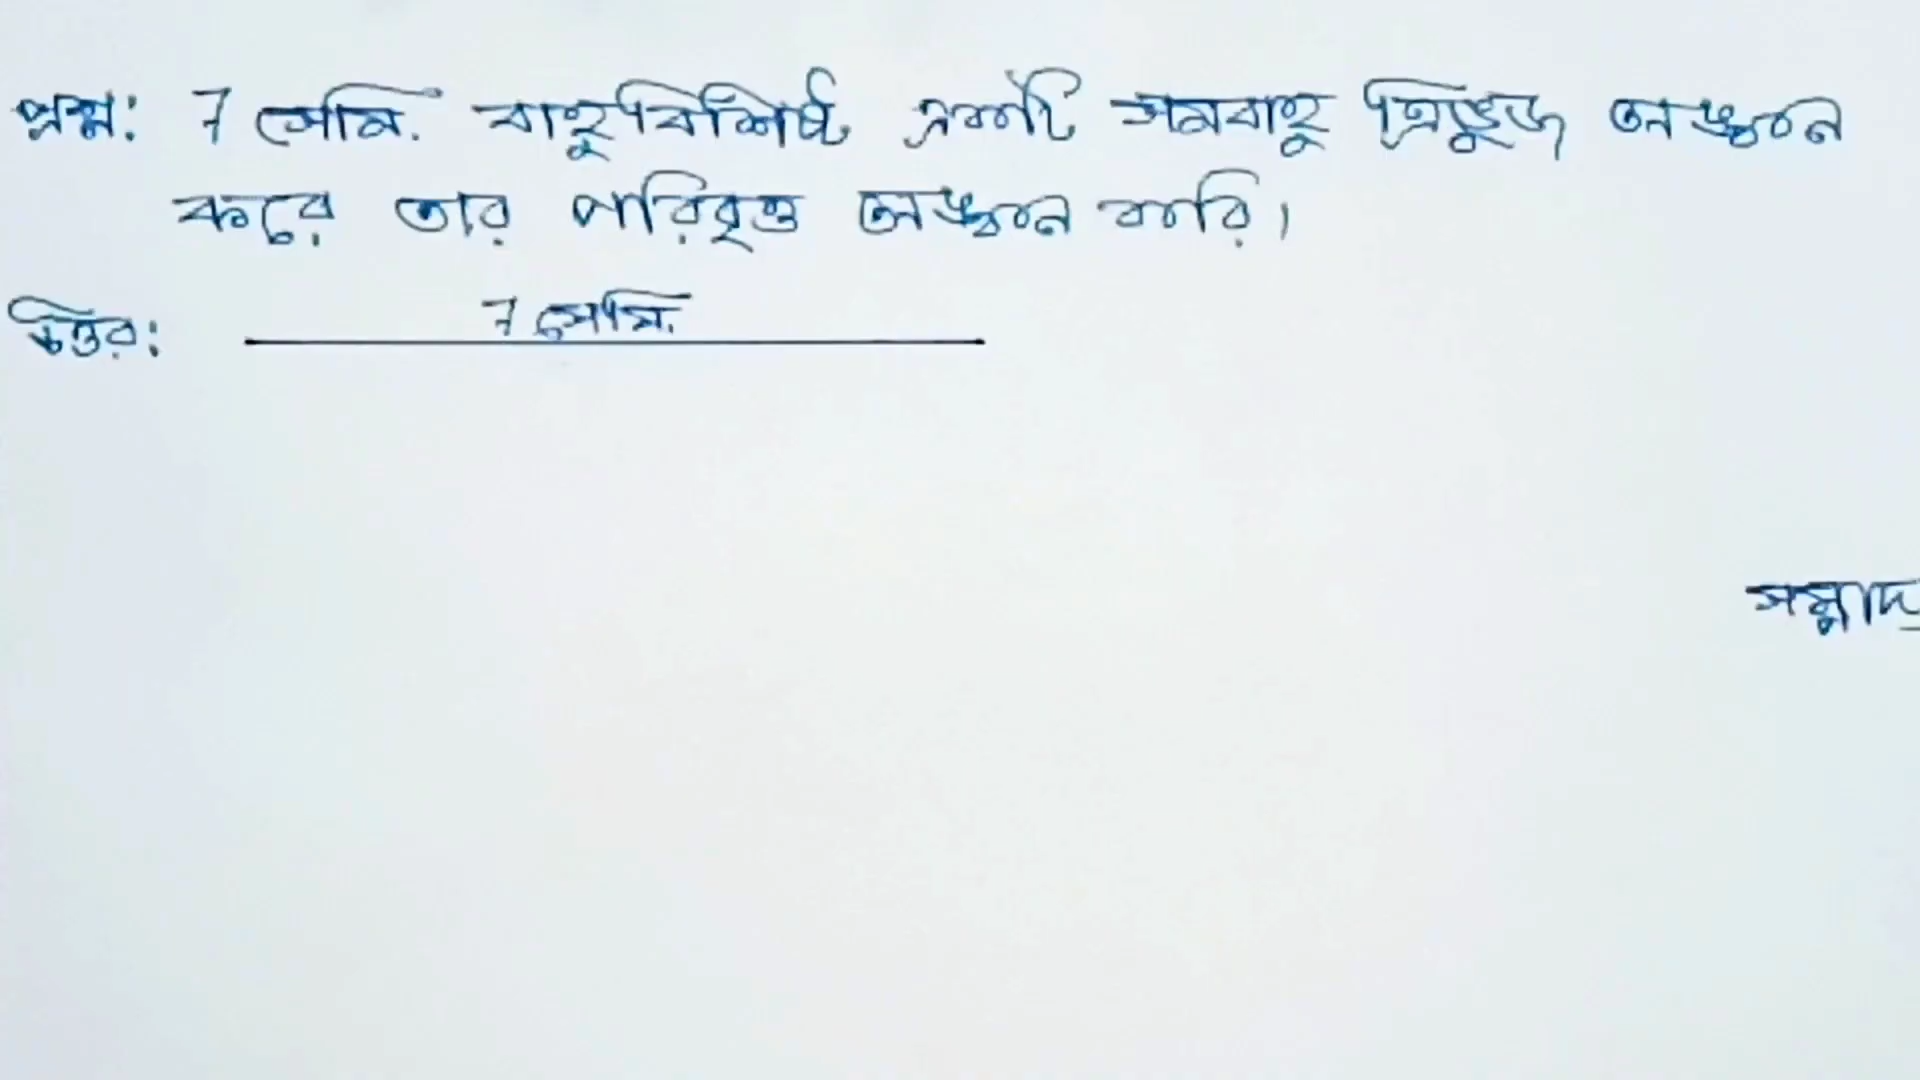 প্রশ্ন: 7 সেমি. বাহুবিশিষ্ট একটি সমবাহু ত্রিভুজ অঙ্কন
করে তার পরিবৃত্ত অঙ্কন করি।
উত্তর: 7 সেমি.